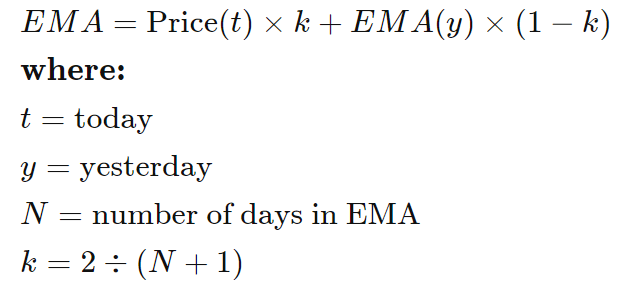 EMA = Price(t) × k + EMA(y) × (1 − k)
where:
t = today
y = yesterday
N = number of days in EMA
k = 2 ÷ (N + 1)